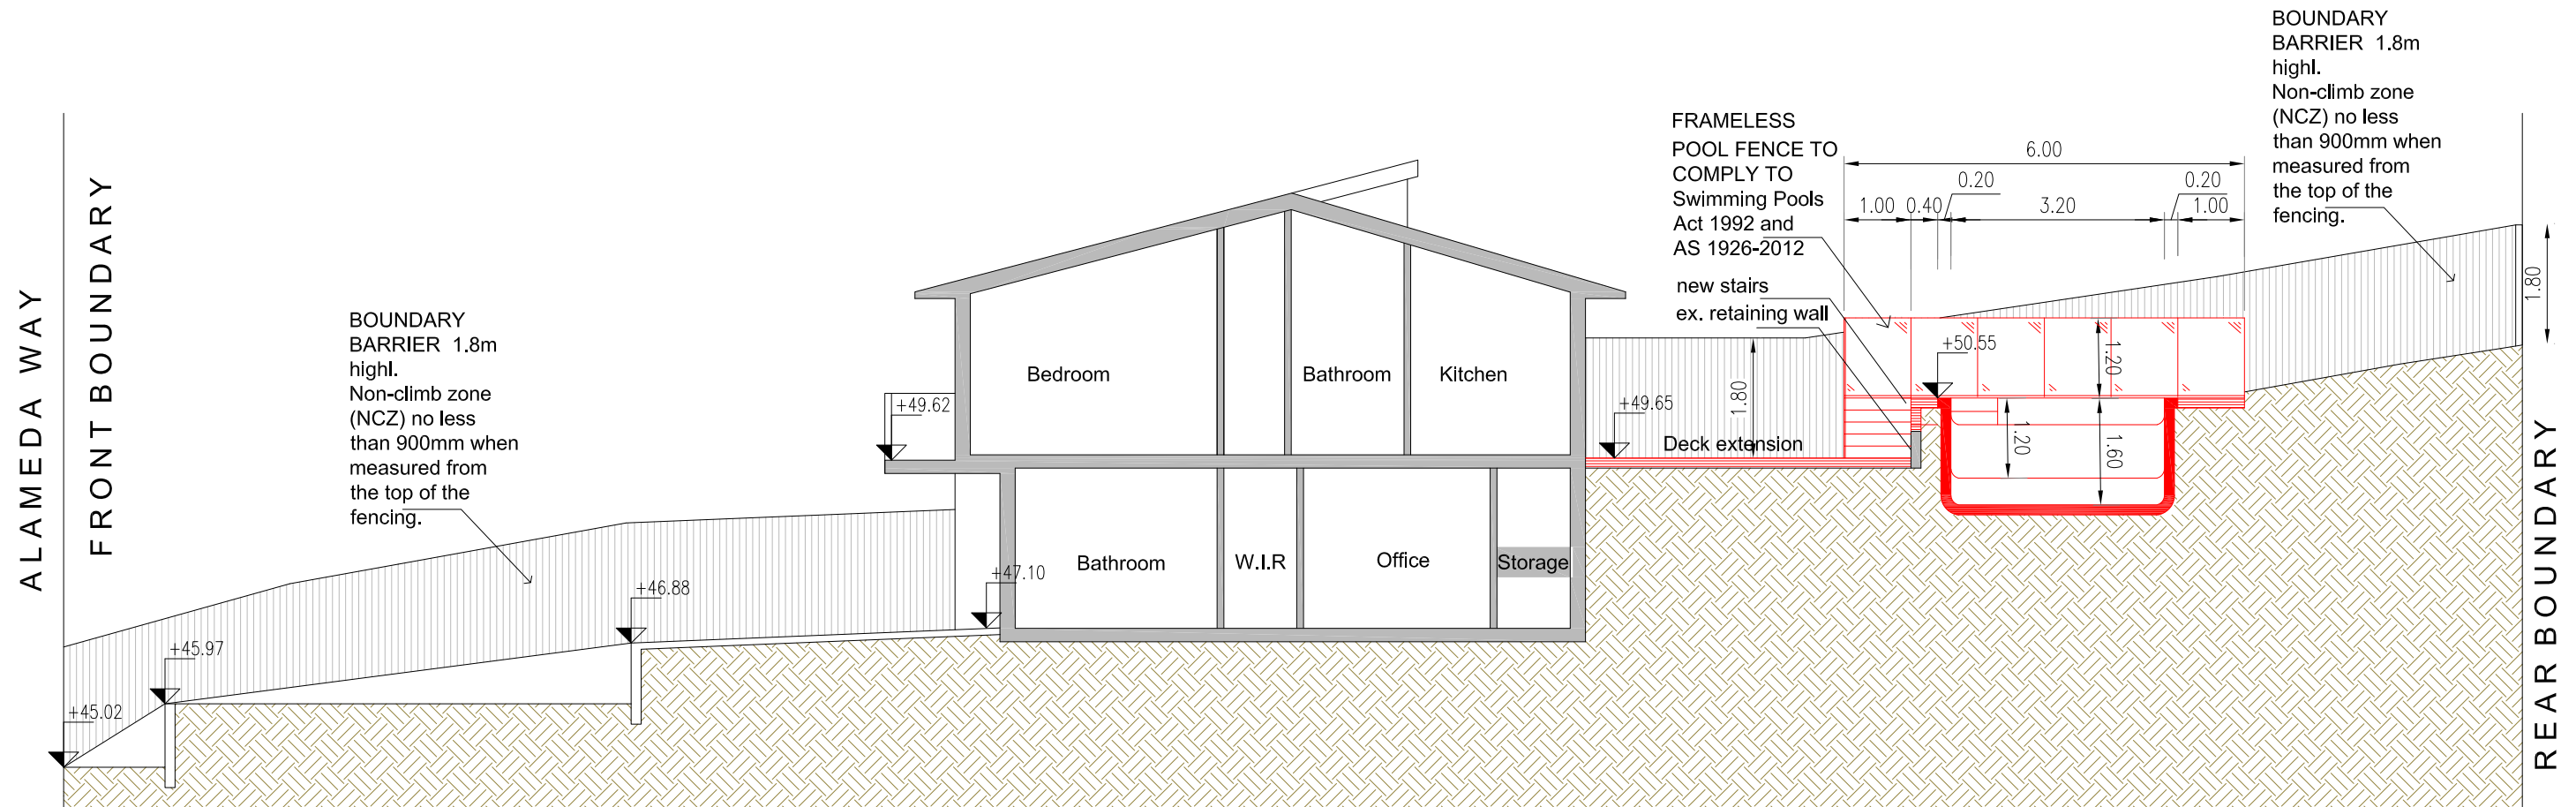 ALAMEDA WAY
FRONT BOUNDARY
BOUNDARY
BARRIER 1.8m
highl.
Non-climb zone
(NCZ) no less
than 900mm when
measured from
the top of the
fencing.
+45.02
+45.97
+46.88
+47.10
+49.62
Bedroom
Bathroom
Kitchen
Bathroom
W.I.R
Office
Storage
FRAMELESS
POOL FENCE TO
COMPLY TO
Swimming Pools
Act 1992 and
AS 1926-2012
new stairs
ex. retaining wall
+49.65
1.80
Deck extension
6.00
0.20
0.20
1.00
0.40
3.20
1.00
+50.55
1.20
1.20
1.60
BOUNDARY
BARRIER 1.8m
highl.
Non-climb zone
(NCZ) no less
than 900mm when
measured from
the top of the
fencing.
1.80
REAR BOUNDARY